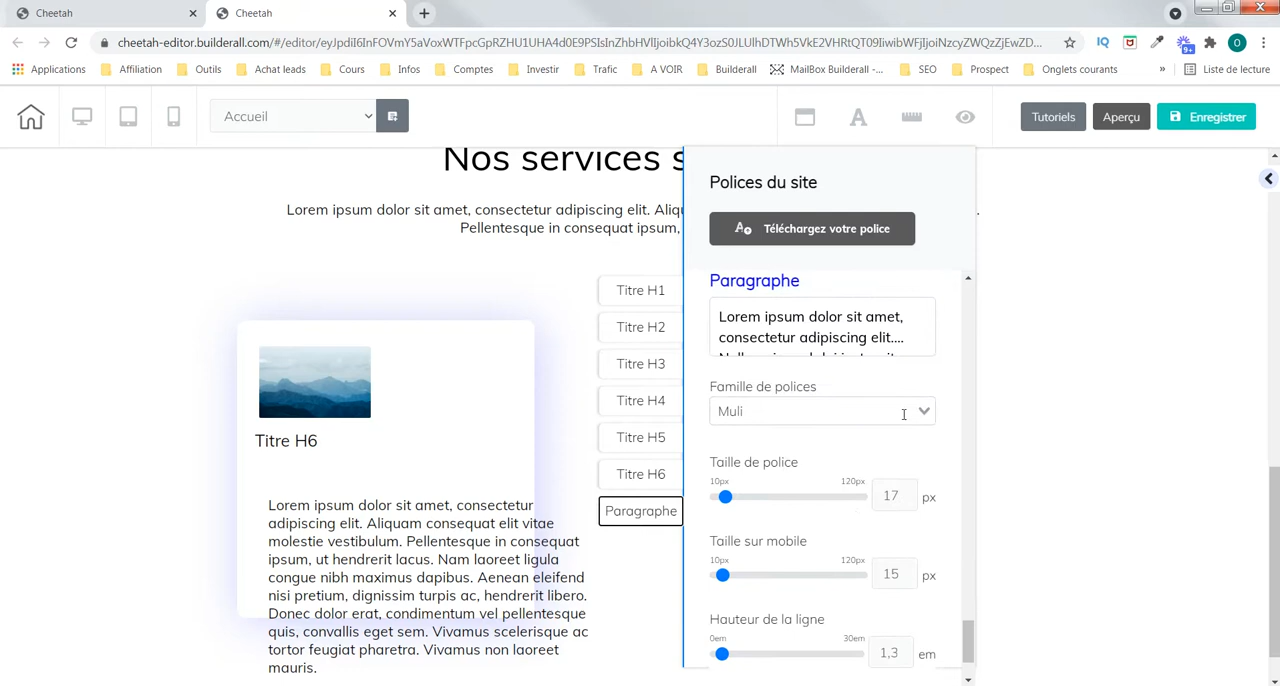 Cheetah
Cheetah
cheetah-editor.builderall.com/#/editor/
Applications
Affiliation
Outils
Achat leads
Cours
Infos
Comptes
Investir
Trafic
A VOIR
Builderall
MailBox Builderall -...
SEO
Prospect
Onglets courants
»
Liste de lecture
IQ
9+
O
Accueil
Tutoriels
Aperçu
Enregistrer
Nos services s
Lorem ipsum dolor sit amet, consectetur adipiscing elit. Aliqu
Pellentesque in consequat ipsum,
Titre H6
Lorem ipsum dolor sit amet, consectetur
adipiscing elit. Aliquam consequat elit vitae
molestie vestibulum. Pellentesque in consequat
ipsum, ut hendrerit lacus. Nam laoreet ligula
congue nibh maximus dapibus. Aenean eleifend
nisi pretium, dignissim turpis ac, hendrerit libero.
Donec dolor erat, condimentum vel pellentesque
quis, convallis eget sem. Vivamus scelerisque ac
tortor feugiat pharetra. Vivamus non laoreet
mauris.
Titre H1
Titre H2
Titre H3
Titre H4
Titre H5
Titre H6
Paragraphe
Polices du site
Téléchargez votre police
Paragraphe
Lorem ipsum dolor sit amet,
consectetur adipiscing elit....
Famille de polices
Muli
Taille de police
10px 120px
17 px
Taille sur mobile
10px 120px
15 px
Hauteur de la ligne
0em 30em
1,3 em